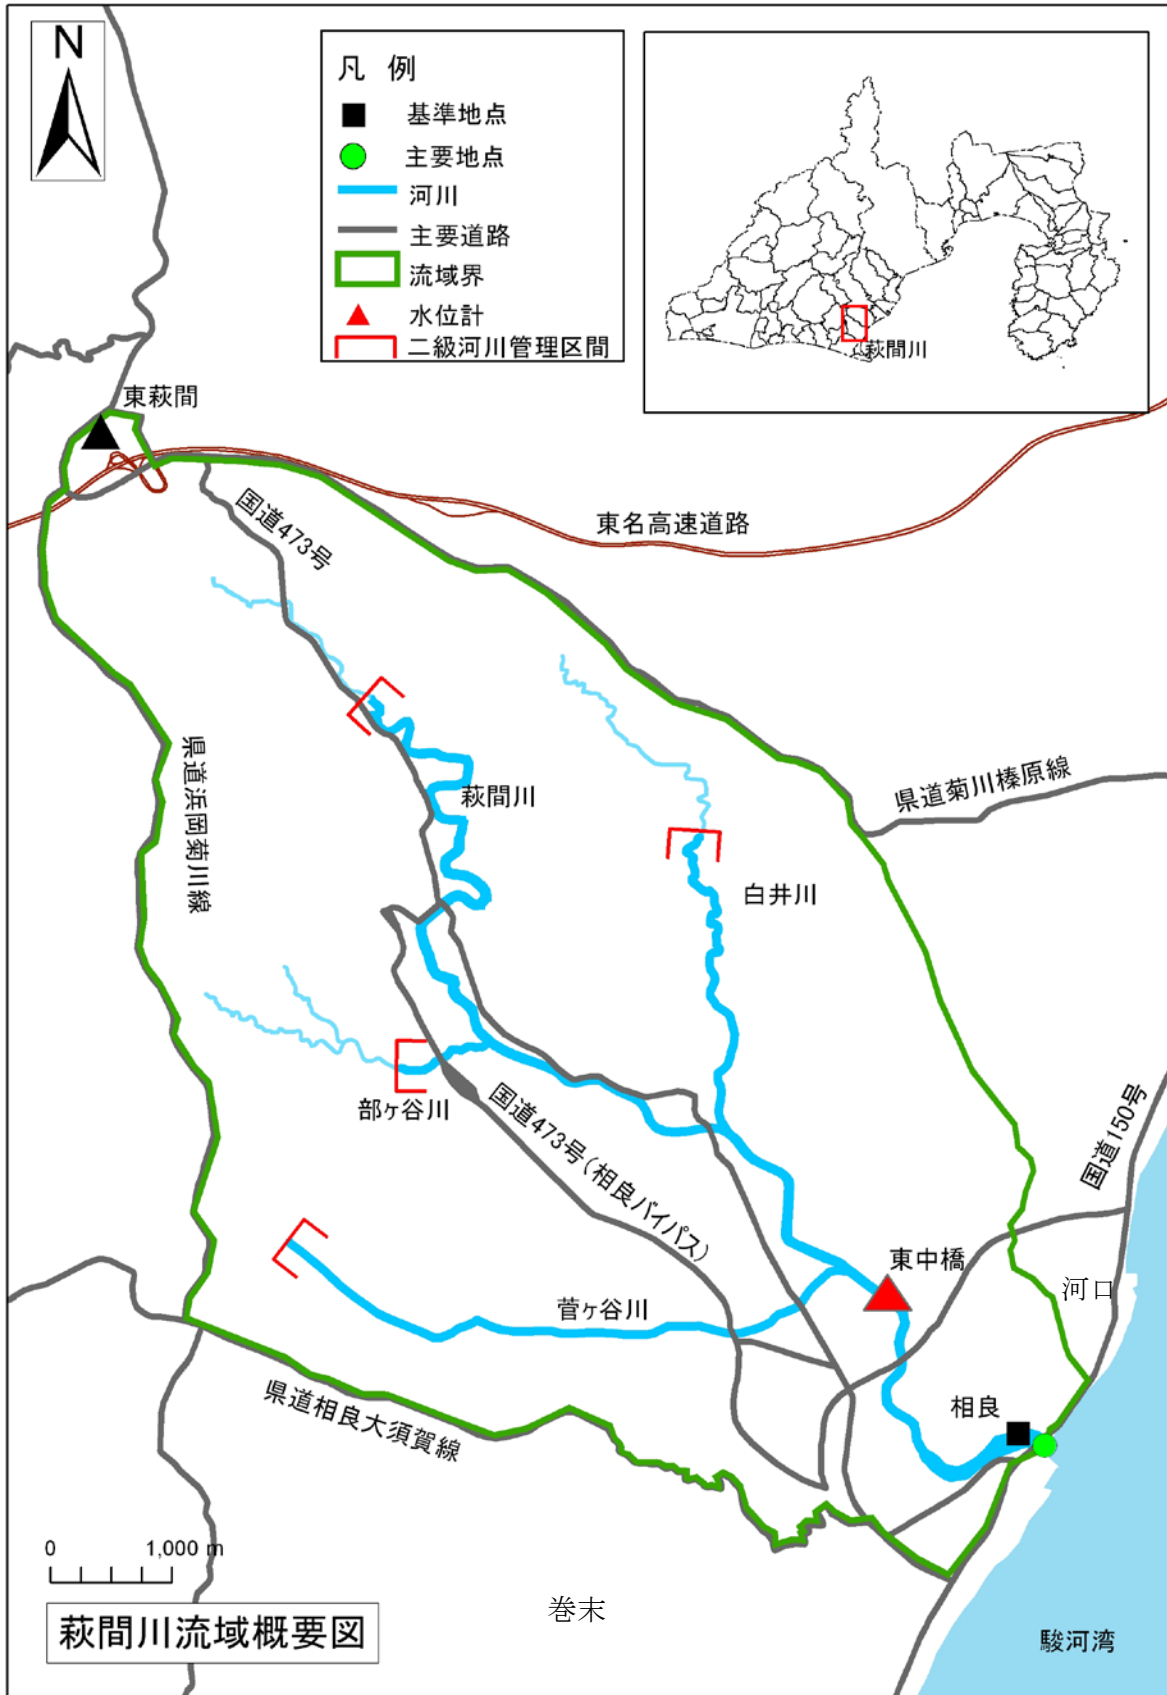 N
凡 例
基準地点
主要地点
河川
主要道路
流域界
水位計
二級河川管理区間
萩間川
東萩間
国道473号
東名高速道路
県道浜岡菊川線
萩間川
県道菊川榛原線
白井川
部ヶ谷川
国道473号(相良バイパス)
国道150号
東中橋
河口
菅ヶ谷川
県道相良大須賀線
相良
0 1,000 m
萩間川流域概要図
巻末
駿河湾